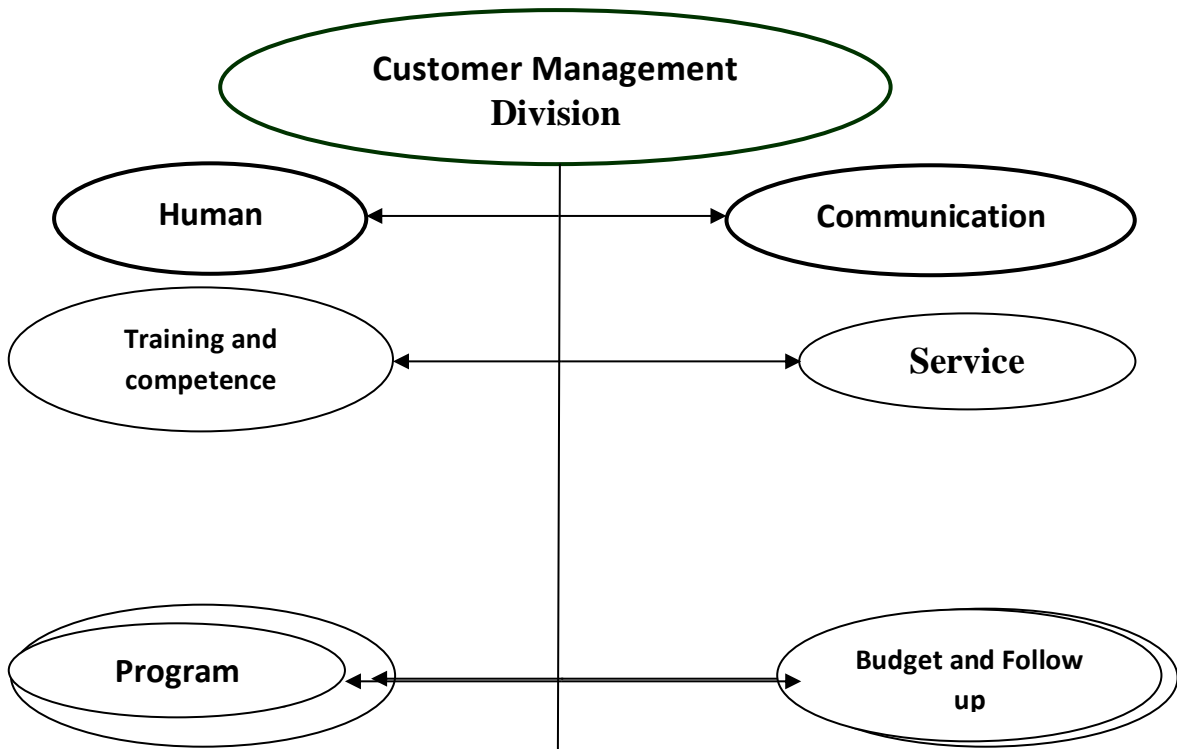 Customer Management
Division
Human
Communication
Training and
competence
Service
Program
Budget and Follow
up